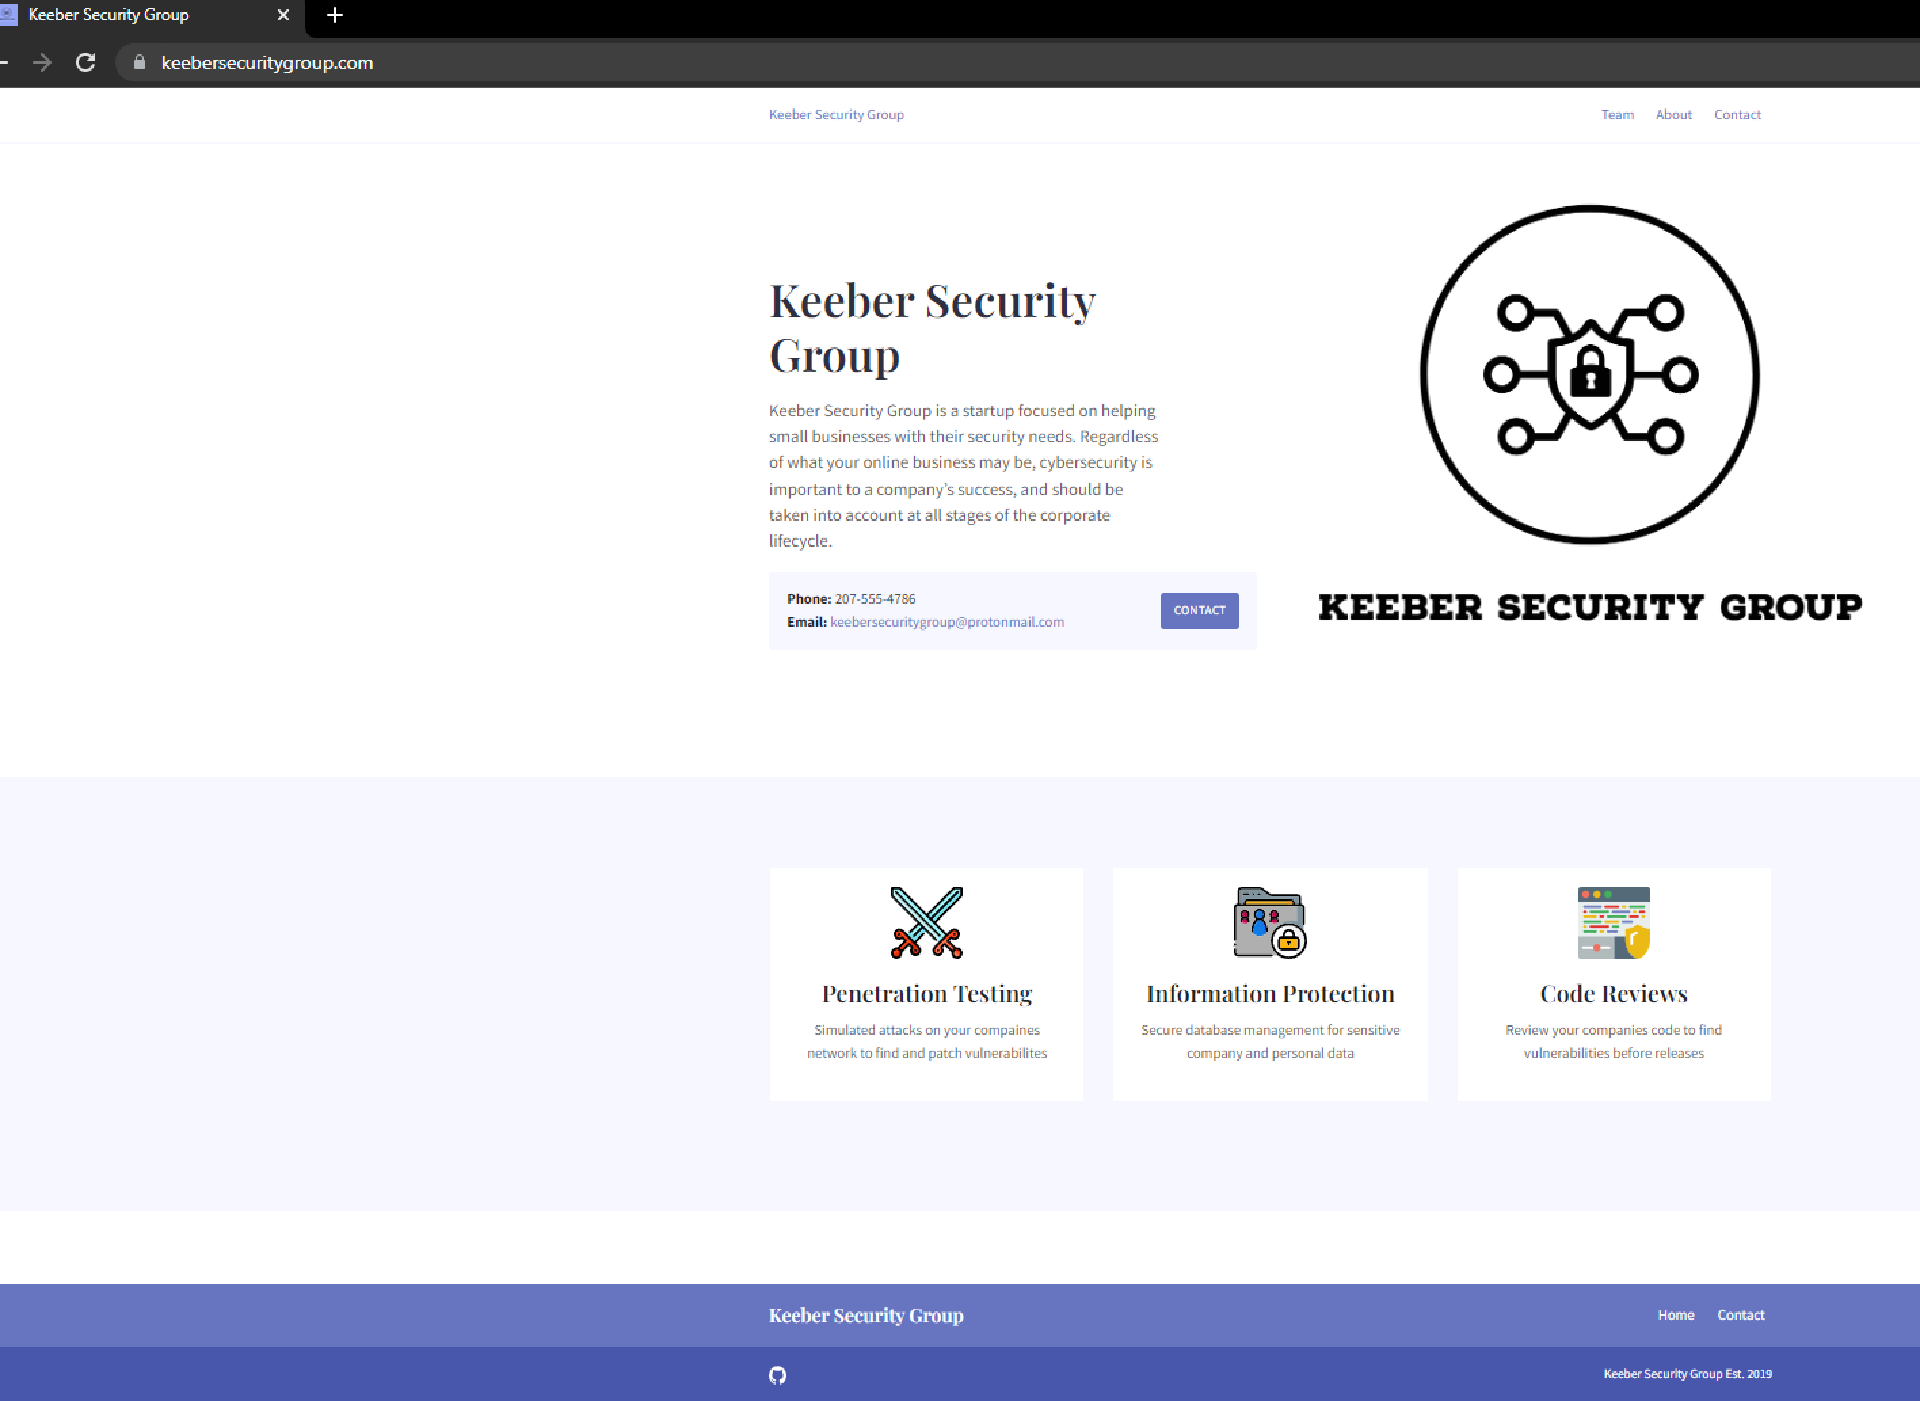 Keeber Security Group
keebersecuritygroup.com
Keeber Security Group
Team About Contact
Keeber Security
Group
Keeber Security Group is a startup focused on helping
small businesses with their security needs. Regardless
of what your online business may be, cybersecurity is
important to a company's success, and should be
taken into account at all stages of the corporate
lifecycle.
Phone: 207-555-4786
Email: keebersecuritygroup@protonmail.com
CONTACT
KEEBER SECURITY GROUP
Penetration Testing
Simulated attacks on your compaines
network to find and patch vulnerabilites
Information Protection
Secure database management for sensitive
company and personal data
Code Reviews
Review your companies code to find
vulnerabilities before releases
Keeber Security Group
Home Contact
Keeber Security Group Est. 2019